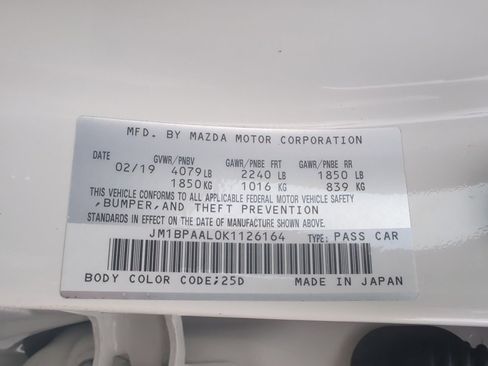 MFD. BY MAZDA MOTOR CORPORATION
DATE GVWR/PNBV GAWR/PNBE FRT GAWR/PNBE RR
02/19 4079 LB 2240 LB 1850 LB
1850 KG 1016 KG 839 KG
THIS VEHICLE CONFORMS TO ALL APPLICABLE FEDERAL MOTOR VEHICLE SAFETY
,BUMPER,AND THEFT PREVENTION
STANDARDS IN EFFECT ON THE DATE OF MANUFACTURE SHOWN ABOVE.
JM1BPAAL0K1126164 TYPE: PASS CAR
BODY COLOR CODE;25D MADE IN JAPAN